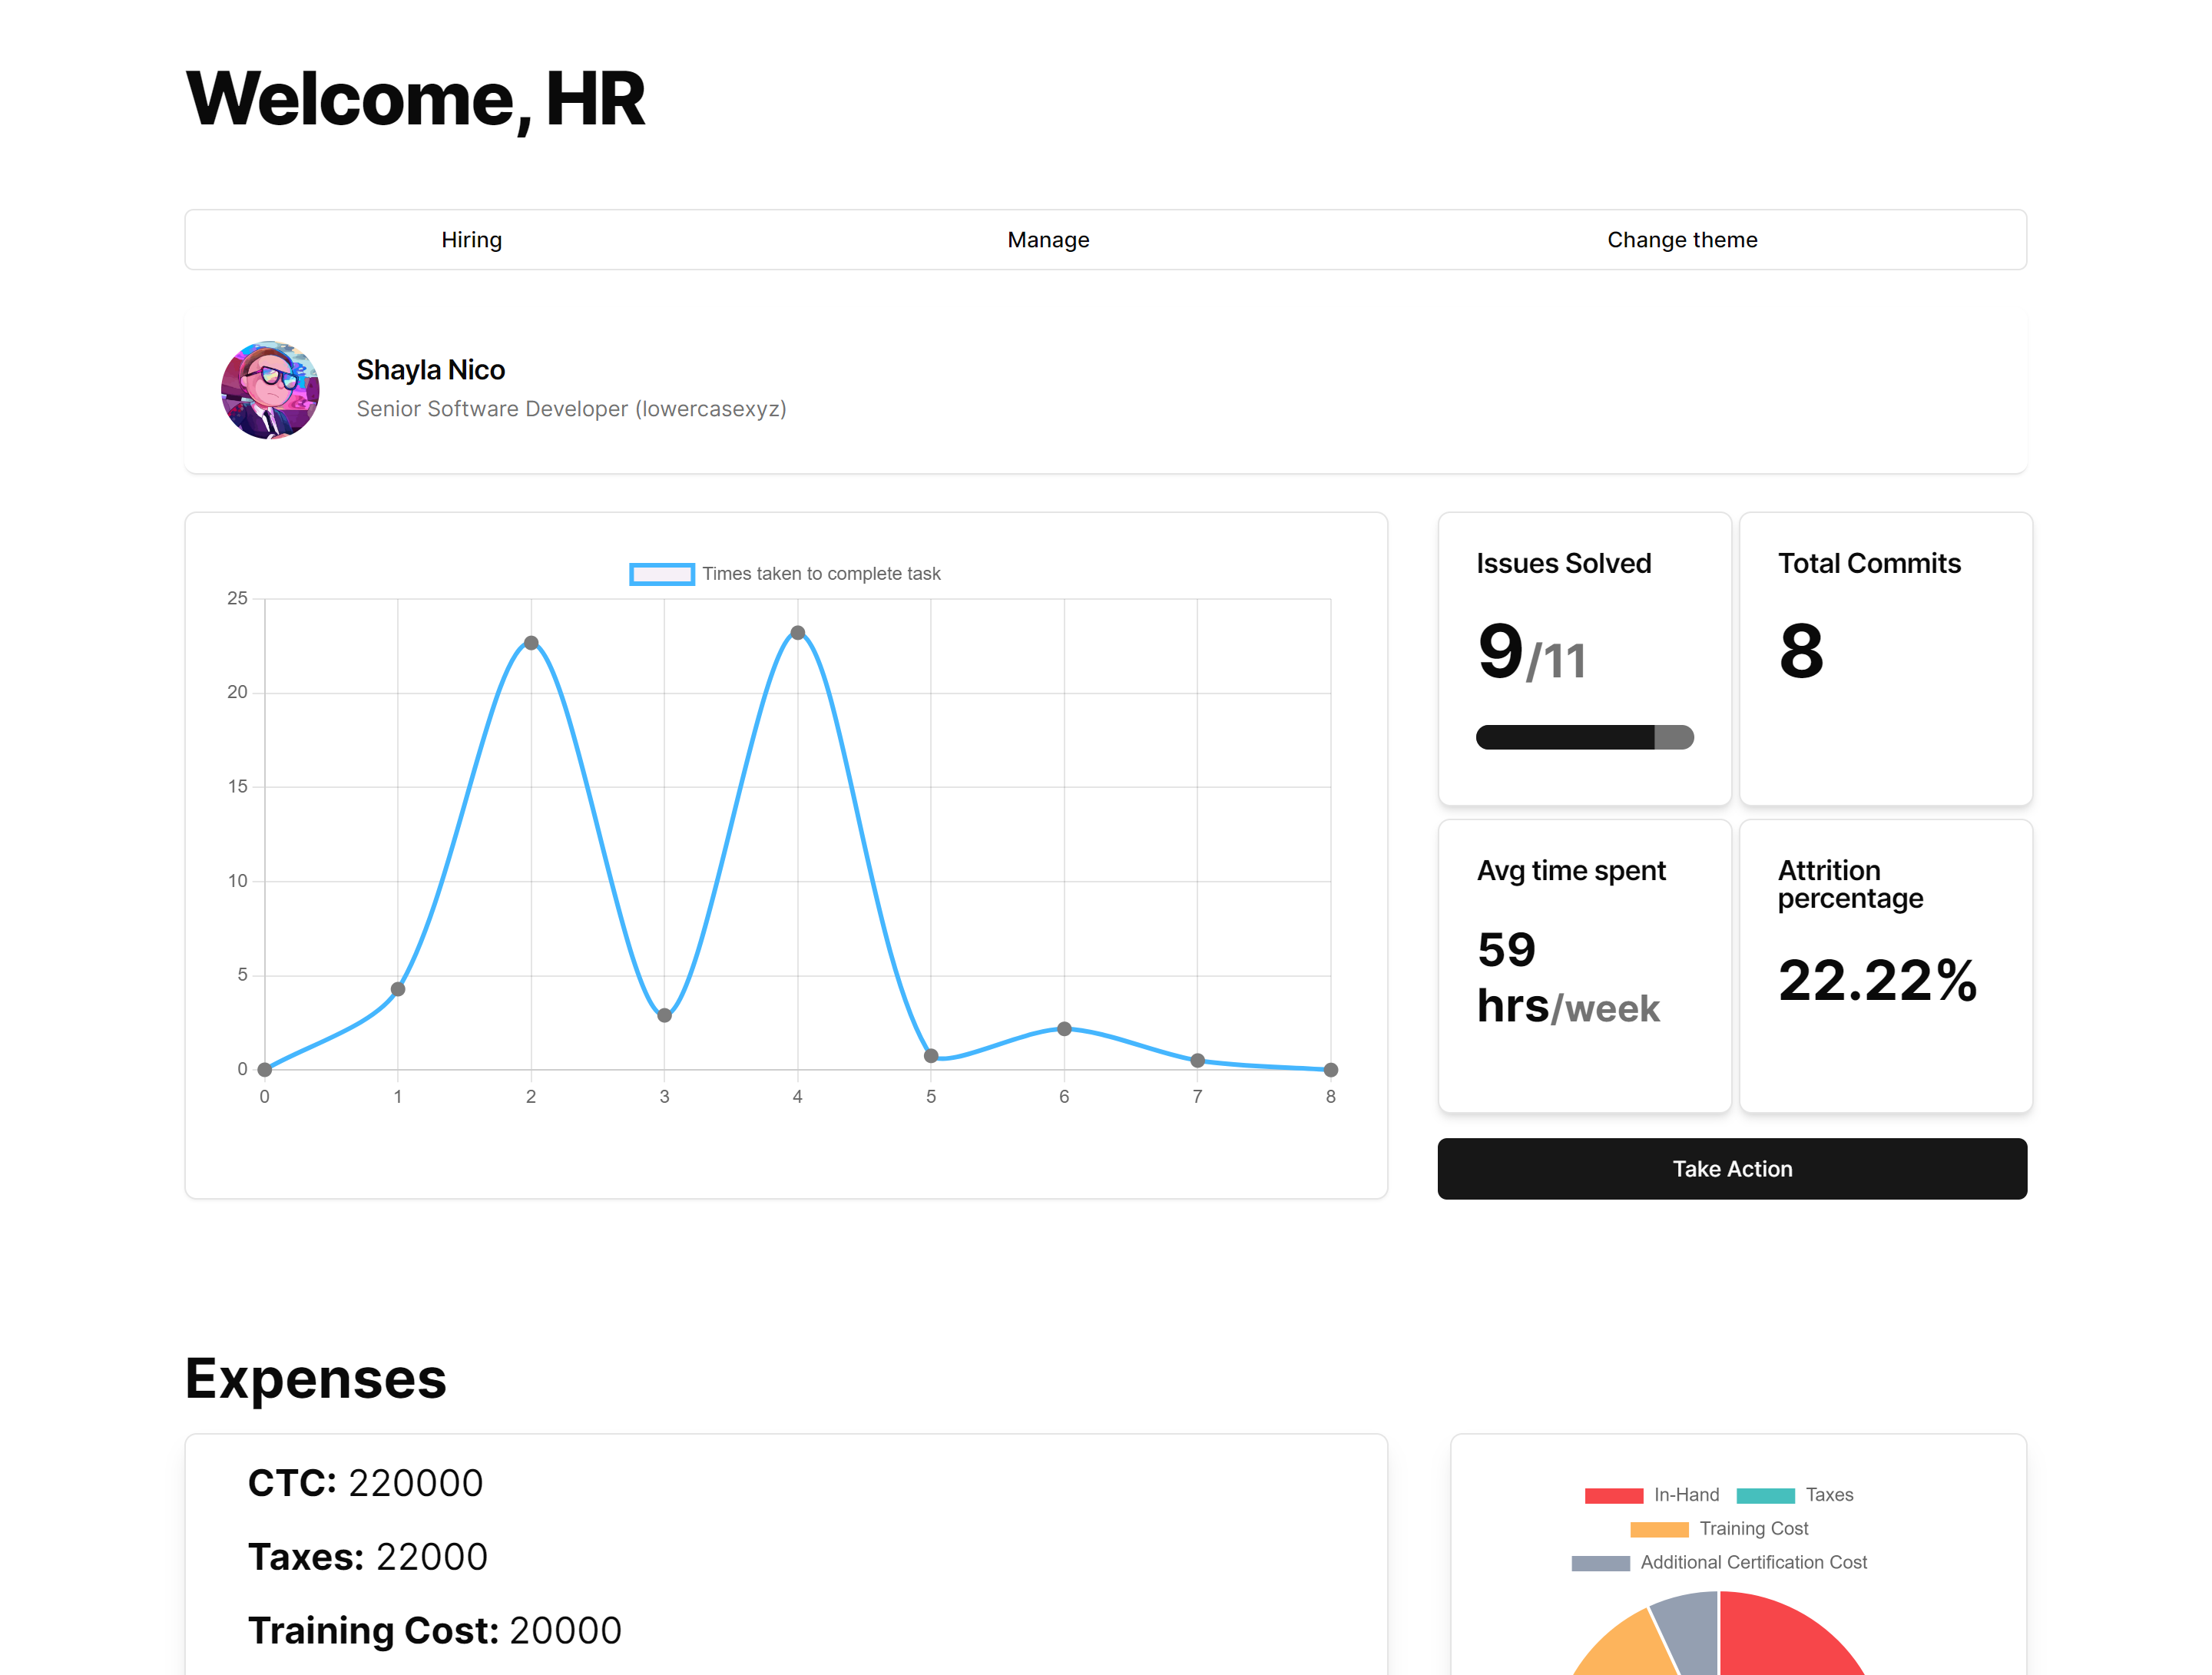 Welcome, HR
Hiring Manage Change theme
Shayla Nico
Senior Software Developer (lowercasexyz)
Times taken to complete task
25
20
15
10
5
0
0 1 2 3 4 5 6 7 8
Issues Solved
9/11
Total Commits
8
Avg time spent
59
hrs/week
Attrition
percentage
22.22%
Take Action
Expenses
CTC: 220000
Taxes: 22000
Training Cost: 20000
In-Hand Taxes
Training Cost
Additional Certification Cost